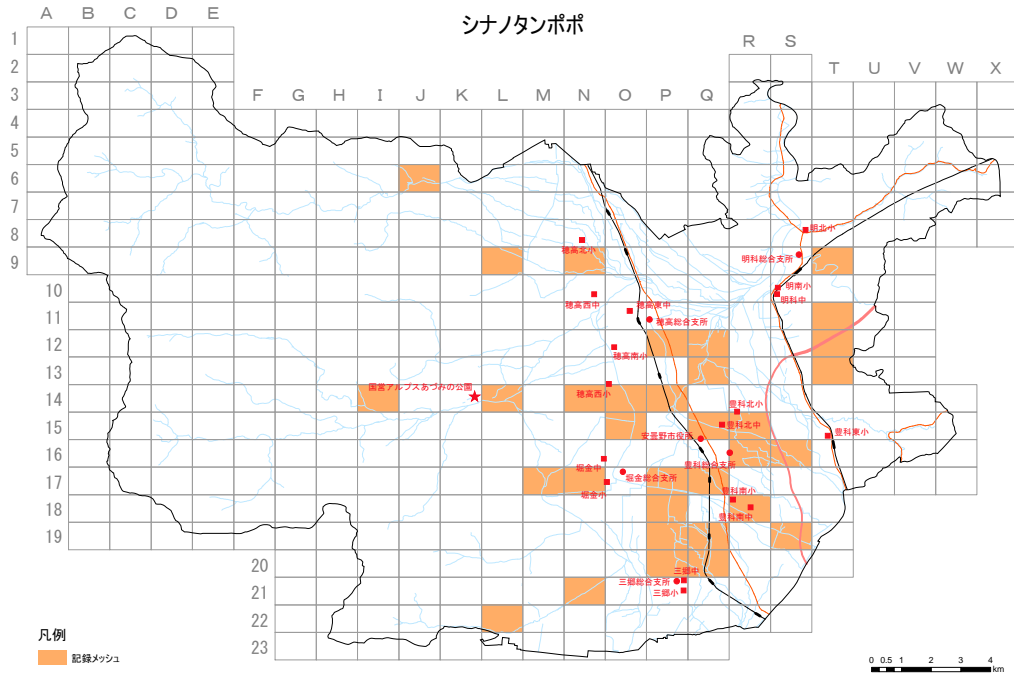 シナノタンポポ
A B C D E
R S
T U V W X
F G H I J K L M N O P Q
1
2
3
4
5
6
7
8
9
10
11
12
13
14
15
16
17
18
19
20
21
22
23
明北小
穂高北小
明科総合支所
明南小
明科中
穂高西中
穂高東中
穂高総合支所
穂高南小
国営アルプスあづみの公園
穂高西小
豊科北小
豊科北中
安曇野市役所
豊科東小
豊科総合支所
堀金中
堀金総合支所
堀金小
豊科南小
豊科南中
三郷中
三郷総合支所
三郷小
凡例
記録メッシュ
0 0.5 1 2 3 4
km